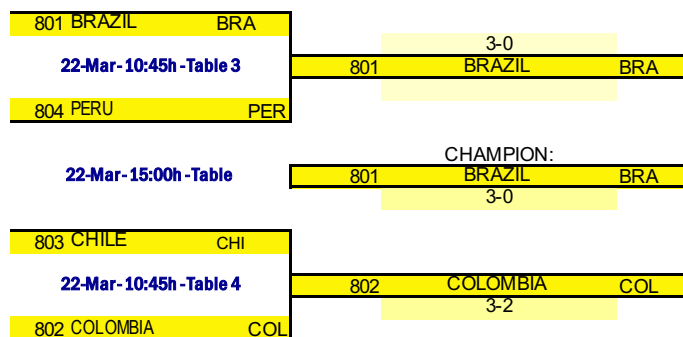 801 BRAZIL BRA
3-0
22-Mar-10:45h-Table 3
801 BRAZIL BRA
804 PERU PER
CHAMPION:
22-Mar-15:00h-Table
801 BRAZIL BRA
3-0
803 CHILE CHI
22-Mar-10:45h-Table 4
802 COLOMBIA COL
3-2
802 COLOMBIA COL